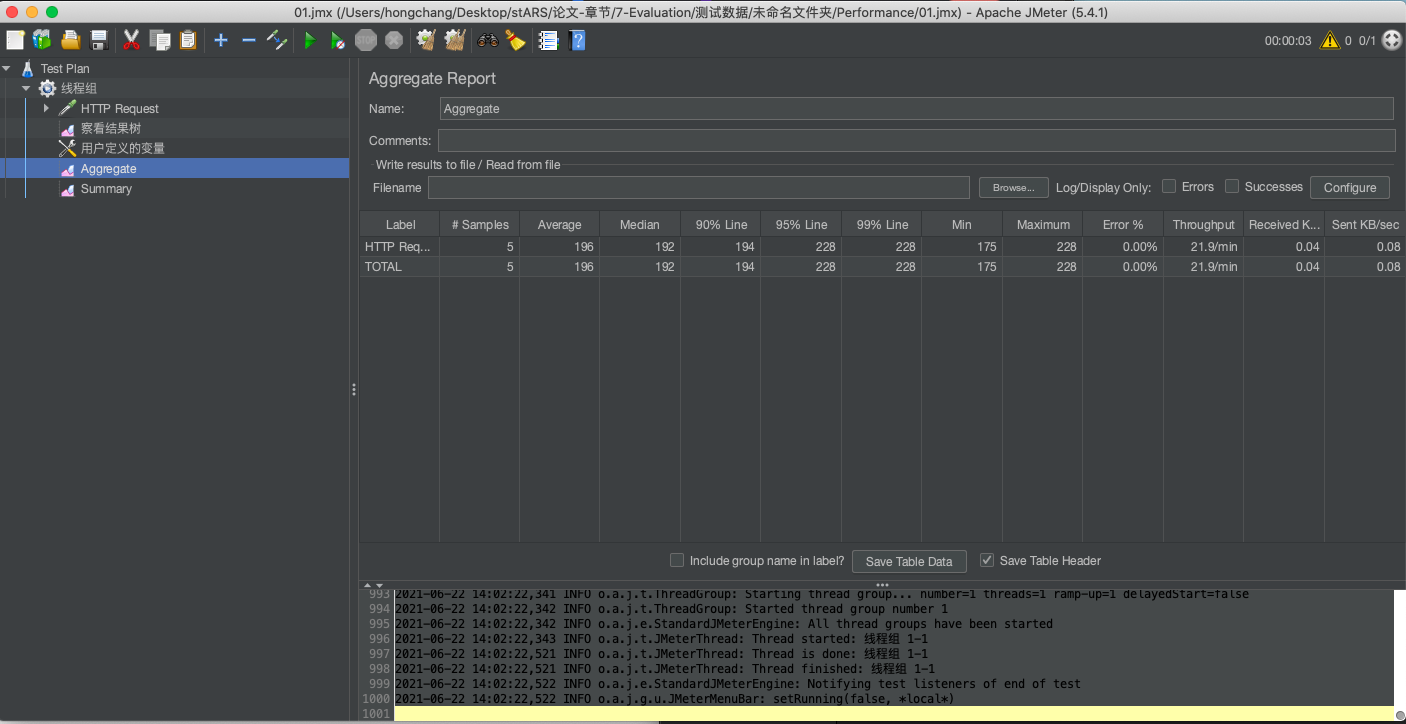 01.jmx (/Users/hongchang/Desktop/stARS/论文-章节/7-Evaluation/测试数据/未命名文件夹/Performance/01.jmx) - Apache JMeter (5.4.1)
STOP 00:00:03 0 0/1
Test Plan
线程组
HTTP Request
察看结果树
用户定义的变量
Aggregate
Summary
Aggregate Report
Name: Aggregate
Comments:
Write results to file / Read from file
Filename Browse... Log/Display Only: Errors Successes Configure
Label # Samples Average Median 90% Line 95% Line 99% Line Min Maximum Error % Throughput Received K... Sent KB/sec
HTTP Req... 5 196 192 194 228 228 175 228 0.00% 21.9/min 0.04 0.08
TOTAL 5 196 192 194 228 228 175 228 0.00% 21.9/min 0.04 0.08
Include group name in label? Save Table Data Save Table Header
993 2021-06-22 14:02:22,341 INFO o.a.j.t.ThreadGroup: Starting thread group... number=1 threads=1 ramp-up=1 delayedStart=false
994 2021-06-22 14:02:22,342 INFO o.a.j.t.ThreadGroup: Started thread group number 1
995 2021-06-22 14:02:22,342 INFO o.a.j.e.StandardJMeterEngine: All thread groups have been started
996 2021-06-22 14:02:22,343 INFO o.a.j.t.JMeterThread: Thread started: 线程组 1-1
997 2021-06-22 14:02:22,521 INFO o.a.j.t.JMeterThread: Thread is done: 线程组 1-1
998 2021-06-22 14:02:22,521 INFO o.a.j.t.JMeterThread: Thread finished: 线程组 1-1
999 2021-06-22 14:02:22,522 INFO o.a.j.e.StandardJMeterEngine: Notifying test listeners of end of test
1000 2021-06-22 14:02:22,522 INFO o.a.j.g.u.JMeterMenuBar: setRunning(false, *local*)
1001